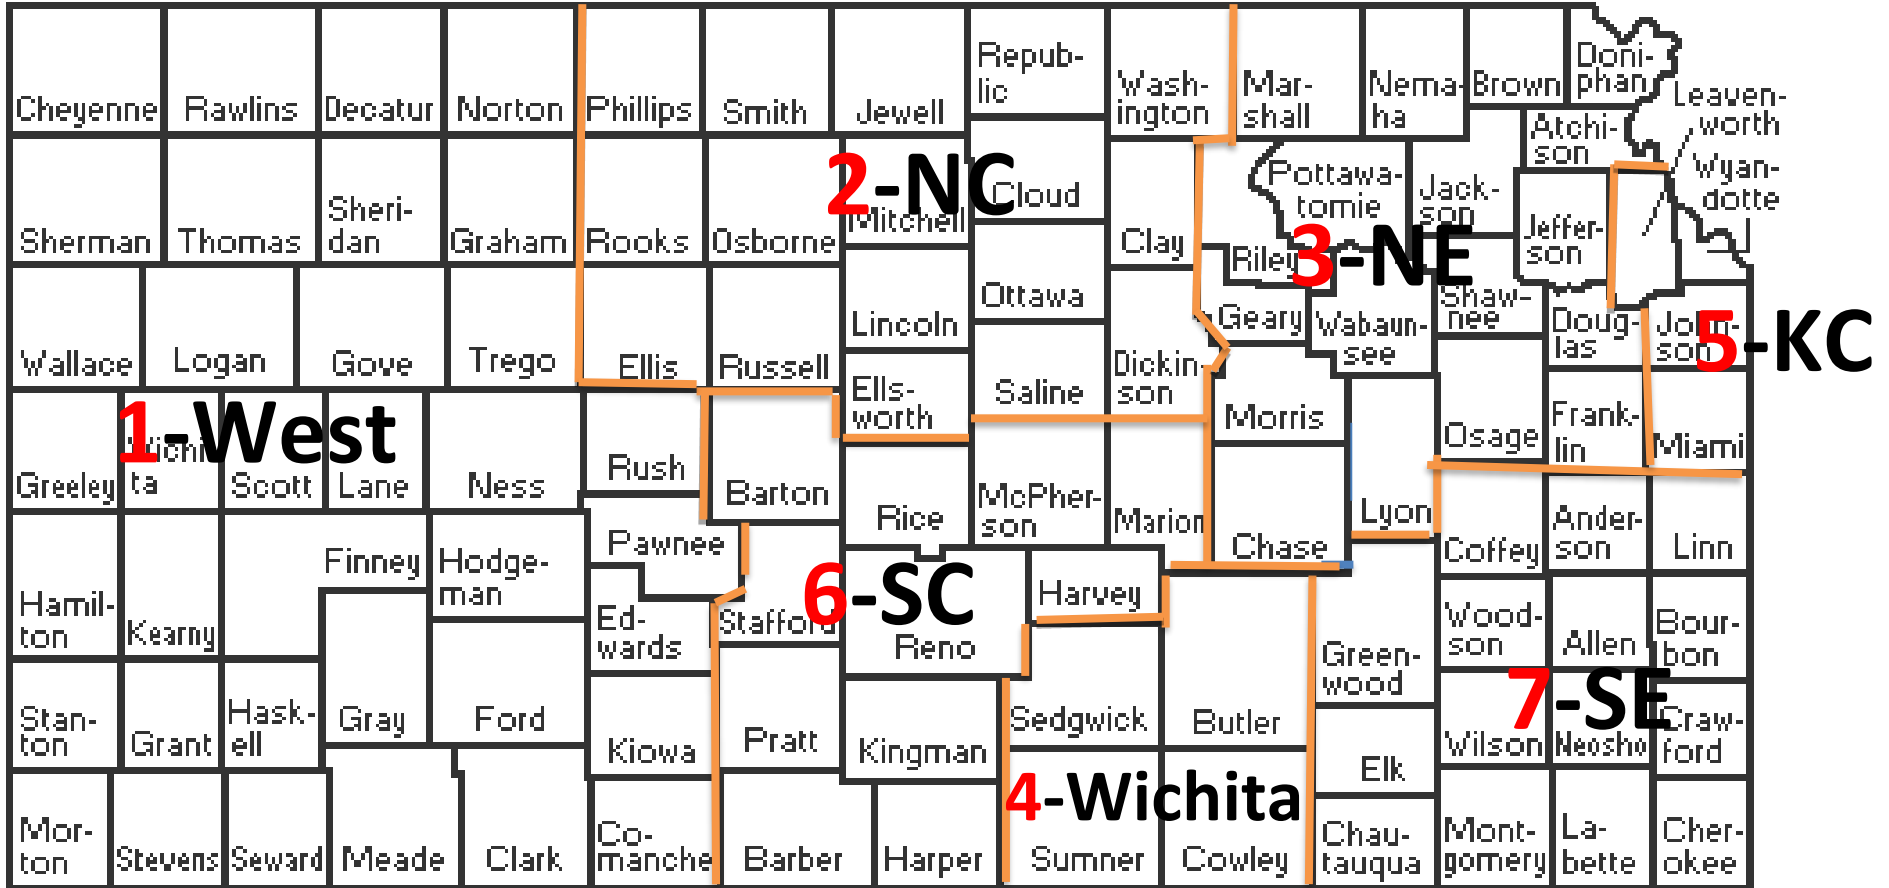 Cheyenne
Rawlins
Decatur
Norton
Phillips
Smith
Jewell
Repub-
lic
Wash-
ington
Mar-
shall
Nema-
ha
Brown
Doni-
phan
Leaven-
worth
Atchi-
son
Wyan-
dotte
Sherman
Thomas
Sheri-
dan
Graham
Rooks
Osborne
2-NC
Mitchell
Cloud
Clay
Pottawa-
tomie
Jack-
son
Jeffer-
son
Riley
3-NE
Wallace
Logan
Gove
Trego
Ellis
Russell
Lincoln
Ottawa
Dickin-
son
Geary
Wabaun-
see
Shaw-
nee
Doug-
las
John-
son
5-KC
Ells-
worth
Saline
Morris
Osage
Frank-
lin
Miami
1-West
Greeley
Wichi
ta
Scott
Lane
Ness
Rush
Barton
Rice
McPher-
son
Marion
Chase
Lyon
Coffey
Ander-
son
Linn
Hamil-
ton
Kearny
Finney
Hodge-
man
Pawnee
Ed-
wards
Stafford
6-SC
Reno
Harvey
Green-
wood
Wood-
son
Allen
Bour-
bon
Stan-
ton
Grant
Hask-
ell
Gray
Ford
Kiowa
Pratt
Kingman
Sedgwick
Butler
Elk
Wilson
7-SE
Neosho
Craw-
ford
Mor-
ton
Stevens
Seward
Meade
Clark
Co-
manche
Barber
Harper
4-Wichita
Sumner
Cowley
Chau-
tauqua
Mont-
gomery
La-
bette
Cher-
okee